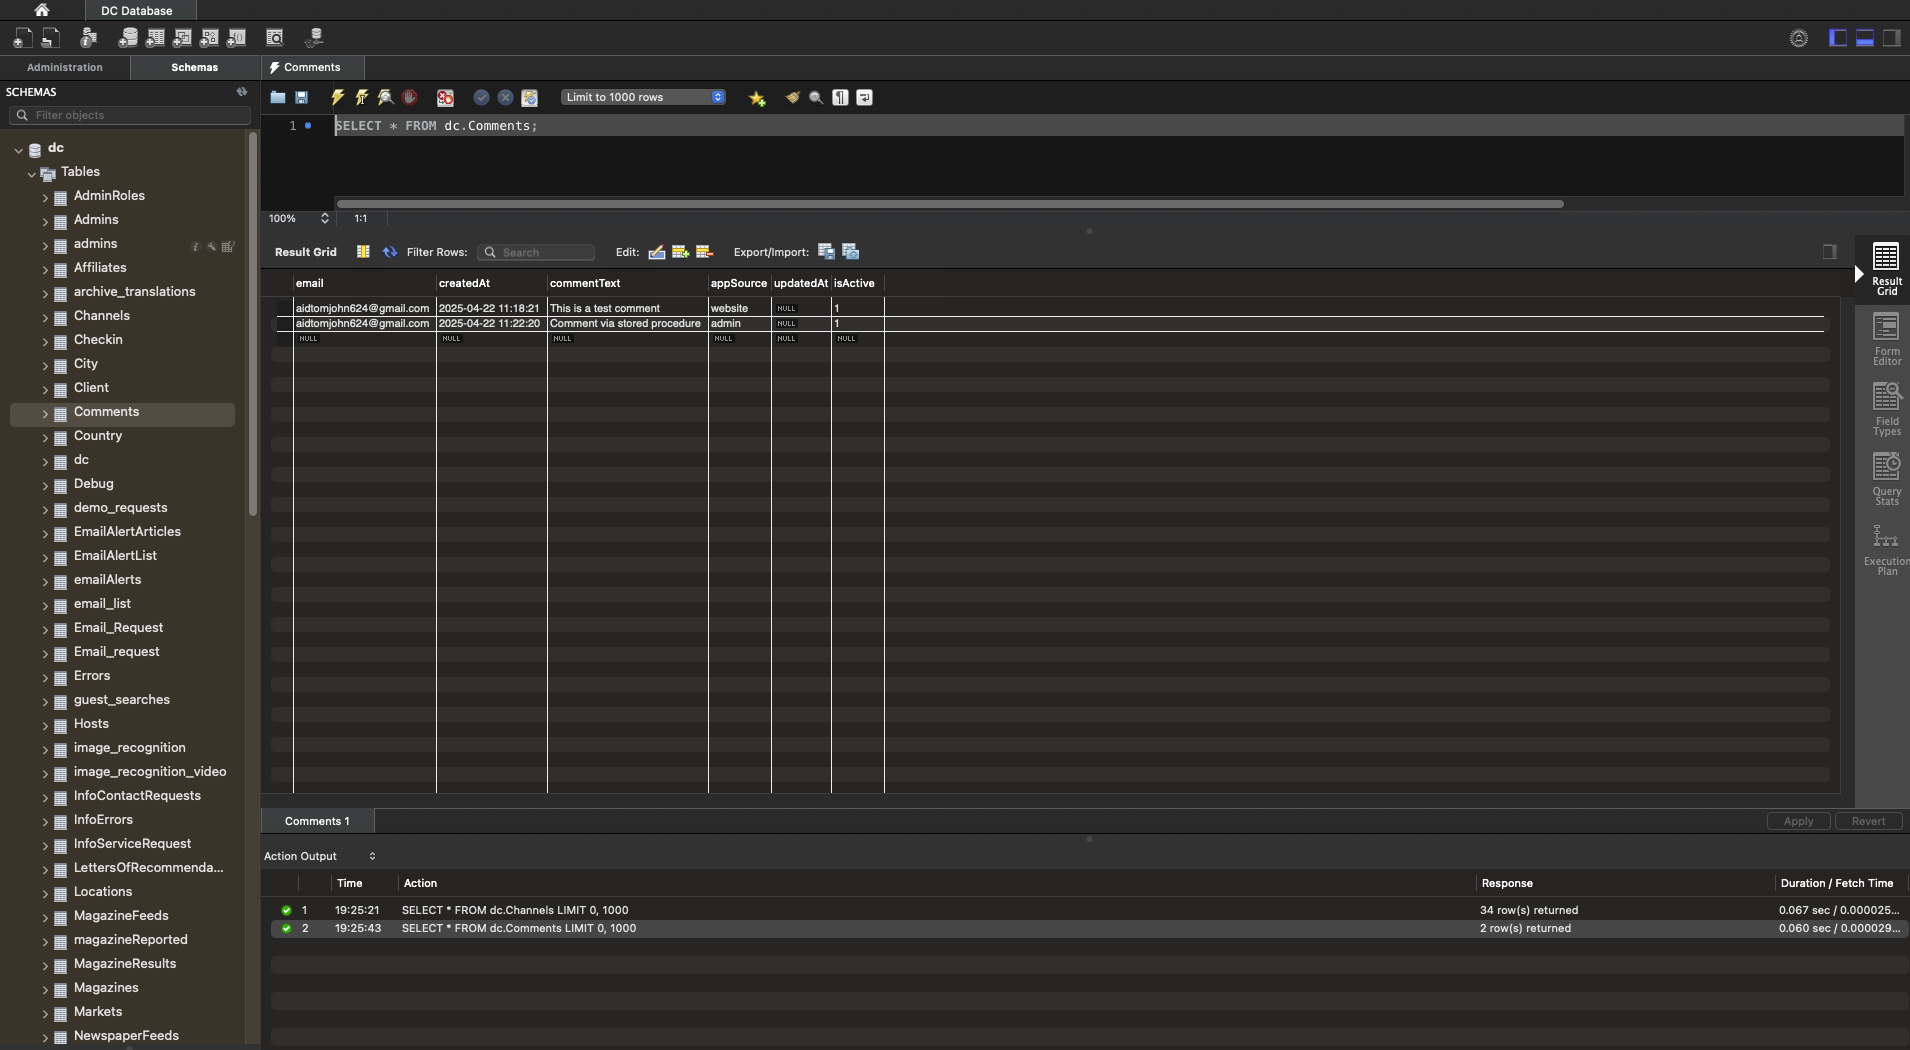 DC Database
Administration
Schemas
Comments
SCHEMAS
Filter objects
Limit to 1000 rows
1
SELECT * FROM dc.Comments;
100%
1:1
dc
Tables
AdminRoles
Admins
admins
Affiliates
archive_translations
Channels
Checkin
City
Client
Comments
Country
dc
Debug
demo_requests
EmailAlertArticles
EmailAlertList
emailAlerts
email_list
Email_Request
Email_request
Errors
guest_searches
Hosts
image_recognition
image_recognition_video
InfoContactRequests
InfoErrors
InfoServiceRequest
LettersOfRecommenda...
Locations
MagazineFeeds
magazineReported
MagazineResults
Magazines
Markets
NewspaperFeeds
Result Grid
Filter Rows:
Search
Edit:
Export/Import:
email createdAt commentText appSource updatedAt isActive
aidtomjohn624@gmail.com 2025-04-22 11:18:21 This is a test comment website NULL 1
aidtomjohn624@gmail.com 2025-04-22 11:22:20 Comment via stored procedure admin NULL 1
NULL NULL NULL NULL NULL NULL
Result
Grid
Form
Editor
Field
Types
Query
Stats
Execution
Plan
Comments 1
Apply
Revert
Action Output
Time Action Response Duration / Fetch Time
1 19:25:21 SELECT * FROM dc.Channels LIMIT 0, 1000 34 row(s) returned 0.067 sec / 0.000025...
2 19:25:43 SELECT * FROM dc.Comments LIMIT 0, 1000 2 row(s) returned 0.060 sec / 0.000029...